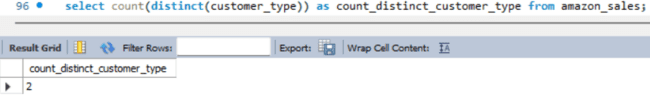 96 select count(distinct(customer_type)) as count_distinct_customer_type from amazon_sales;
Result Grid Filter Rows: Export: Wrap Cell Content:
count_distinct_customer_type
2